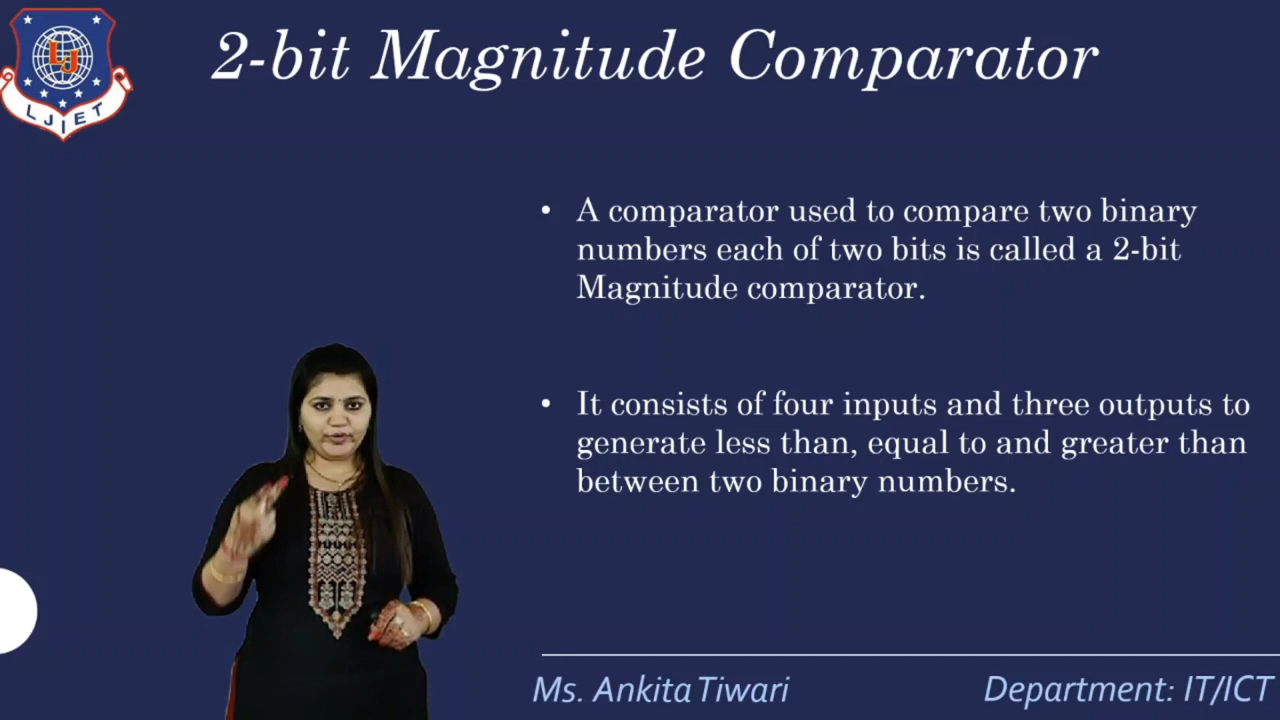 LJ
LJIET
2-bit Magnitude Comparator
• A comparator used to compare two binary
numbers each of two bits is called a 2-bit
Magnitude comparator.
• It consists of four inputs and three outputs to
generate less than, equal to and greater than
between two binary numbers.
Ms. Ankita Tiwari
Department: IT/ICT